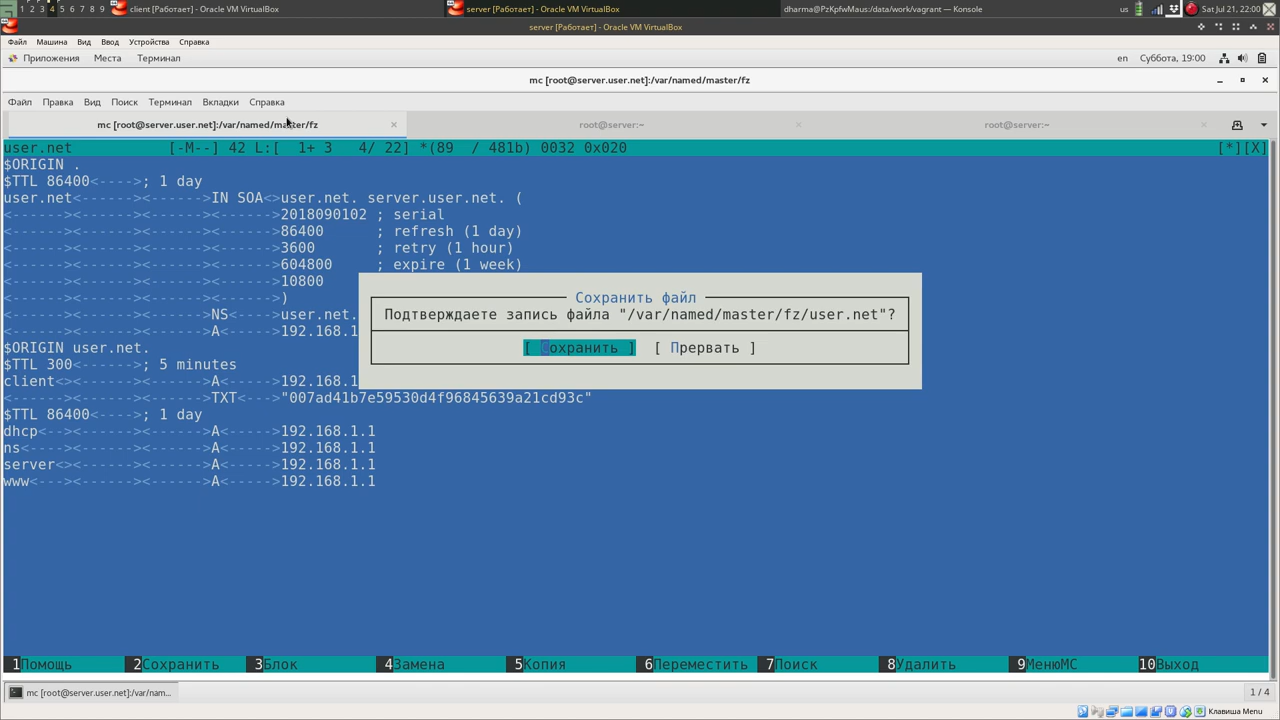 1 2 3 4 5 6 7 8 9 client [Работает] - Oracle VM VirtualBox server [Работает] - Oracle VM VirtualBox dharma@PzKpfwMaus:/data/work/vagrant — Konsole us Sat Jul 21, 22:00
server [Работает] - Oracle VM VirtualBox
Файл Машина Вид Ввод Устройства Справка
Приложения Места Терминал en Суббота, 19:00
mc [root@server.user.net]:/var/named/master/fz
Файл Правка Вид Поиск Терминал Вкладки Справка
mc [root@server.user.net]:/var/named/master/fz × root@server:~ × root@server:~ ×
user.net [-M--] 42 L:[ 1+ 3 4/ 22] *(89 / 481b) 0032 0x020 [*][X]
$ORIGIN .
$TTL 86400<---->; 1 day
user.net<------><------>IN SOA<>user.net. server.user.net. (
<------><------><------><------>2018090102 ; serial
<------><------><------><------>86400 ; refresh (1 day)
<------><------><------><------>3600 ; retry (1 hour)
<------><------><------><------>604800 ; expire (1 week)
<------><------><------><------>10800
<------><------><------><------>)
<------><------><------>NS<---->user.net.
<------><------><------>A<----->192.168.1
$ORIGIN user.net.
$TTL 300<------>; 5 minutes
client<><------><------>A<----->192.168.1
<------><------><------>TXT<--->"007ad41b7e59530d4f96845639a21cd93c"
$TTL 86400<---->; 1 day
dhcp<--><------><------>A<----->192.168.1.1
ns<----><------><------>A<----->192.168.1.1
server<><------><------>A<----->192.168.1.1
www<---><------><------>A<----->192.168.1.1
Сохранить файл
Подтверждаете запись файла "/var/named/master/fz/user.net"?
[ Сохранить ] [ Прервать ]
1Помощь 2Сохранить 3Блок 4Замена 5Копия 6Переместить 7Поиск 8Удалить 9МенюMC 10Выход
mc [root@server.user.net]:/var/nam... 1 / 4
Клавиша Menu